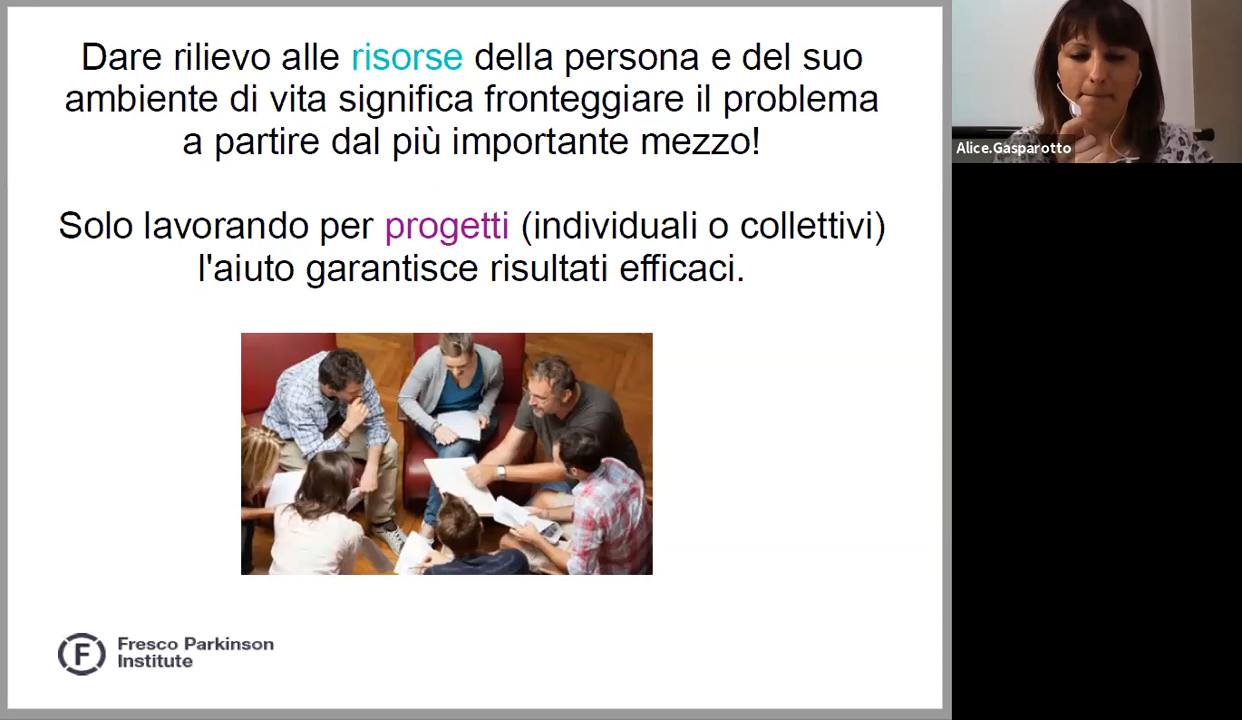 Dare rilievo alle risorse della persona e del suo
ambiente di vita significa fronteggiare il problema
a partire dal più importante mezzo!
Solo lavorando per progetti (individuali o collettivi)
l'aiuto garantisce risultati efficaci.
Fresco Parkinson
Institute
F
Alice.Gasparotto